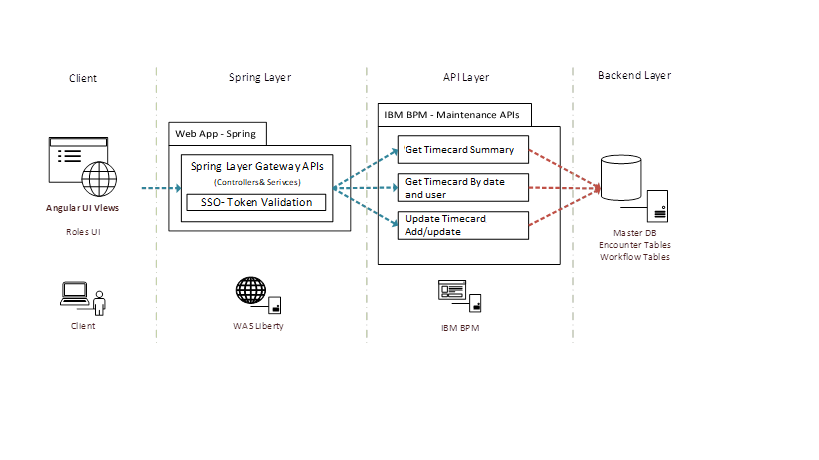 Client
Spring Layer
API Layer
Backend Layer
Web App - Spring
Spring Layer Gateway APIs
(Controllers & Serivces)
SSO- Token Validation
IBM BPM - Maintenance APIs
'Get Timecard Summary
Get Timecard By date
and user
Update Timecard
Add/update
Angular UI Views
Roles UI
Master DB
Encounter Tables
Workflow Tables
Client
WAS Liberty
IBM BPM